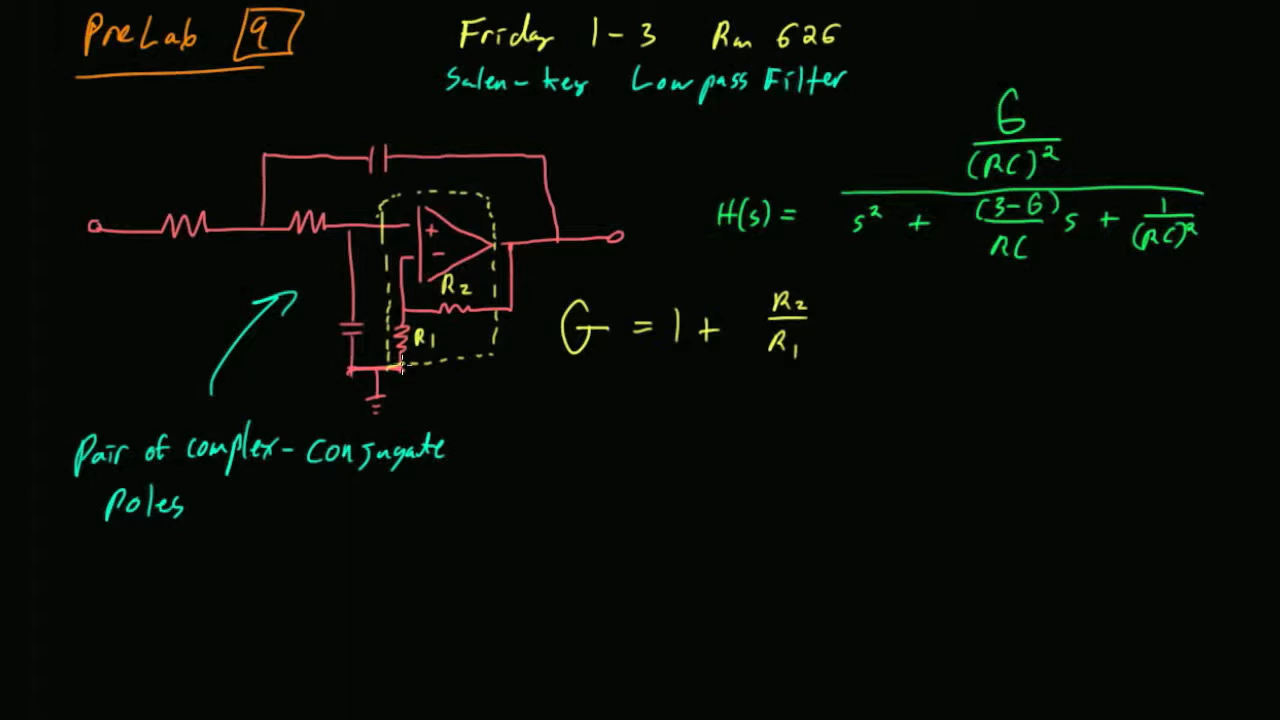 PreLab 9
Friday 1-3 Rm 626
Salen-key Lowpass Filter
G
(RC)²
H(s) =
s² + (3-G)/RC s + 1/(RC)²
+
-
R2
R1
G = 1 + R2/R1
Pair of complex-conjugate
poles